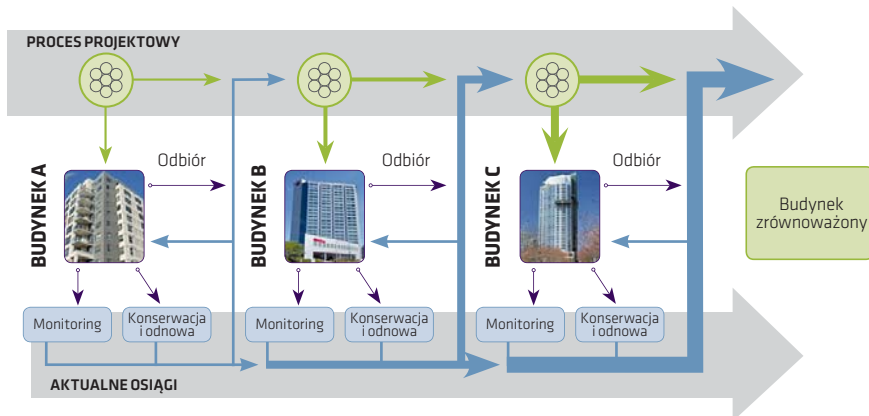 PROCES PROJEKTOWY
BUDYNEK A
Odbiór
BUDYNEK B
Odbiór
BUDYNEK C
Odbiór
Budynek
zrównoważony
Monitoring
Konserwacja
i odnowa
Monitoring
Konserwacja
i odnowa
Monitoring
Konserwacja
i odnowa
AKTUALNE OSIĄGI